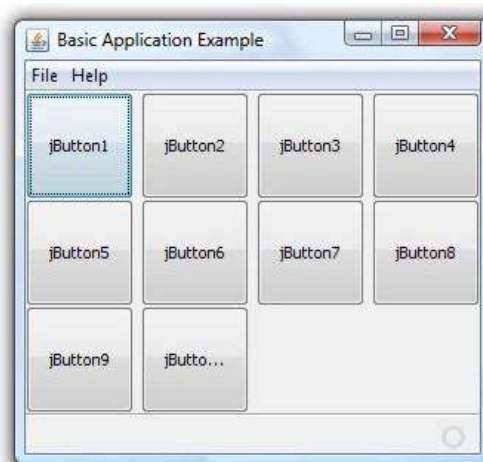 Basic Application Example
File Help
jButton1 jButton2 jButton3 jButton4
jButton5 jButton6 jButton7 jButton8
jButton9 jButto...